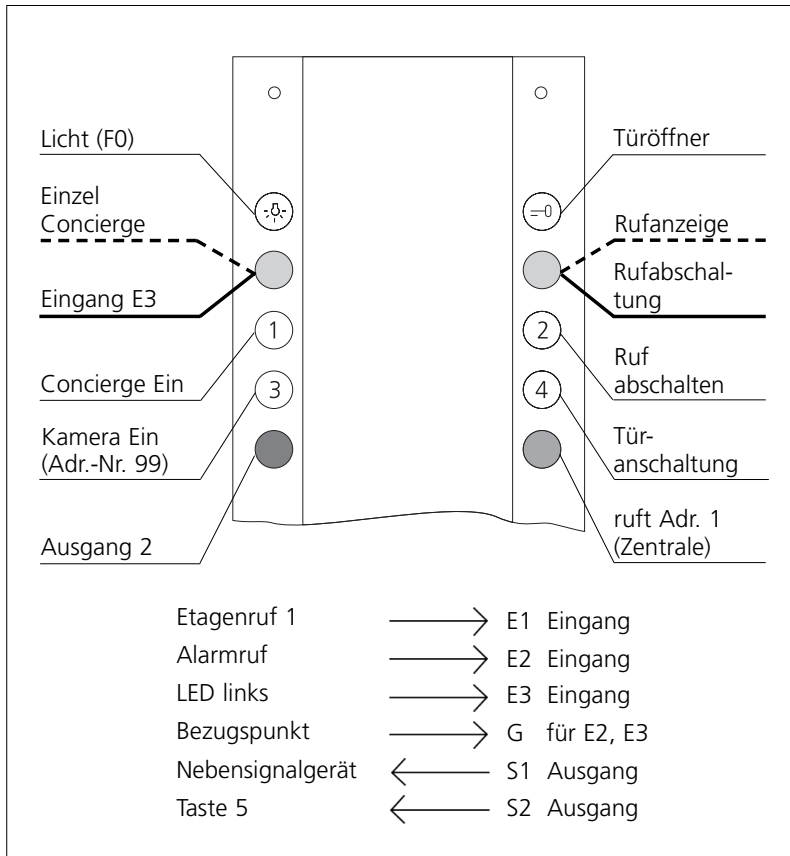 Licht (F0)
Einzel
Concierge
Eingang E3
Concierge Ein
Kamera Ein
(Adr.-Nr. 99)
Ausgang 2
1
3
2
4
Türöffner
Rufanzeige
Rufabschal-
tung
Ruf
abschalten
Tür-
anschaltung
ruft Adr. 1
(Zentrale)
Etagenruf 1 E1 Eingang
Alarmruf E2 Eingang
LED links E3 Eingang
Bezugspunkt G für E2, E3
Nebensignalgerät S1 Ausgang
Taste 5 S2 Ausgang